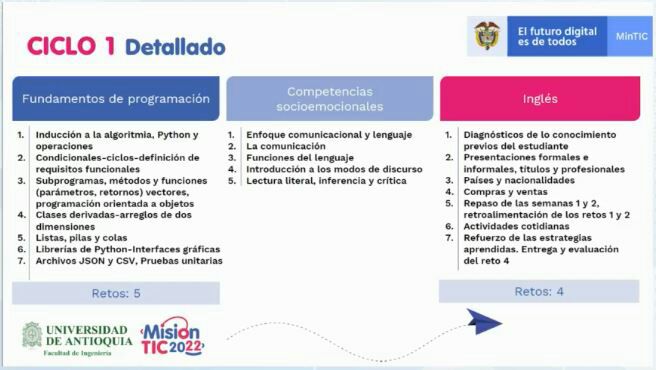 CICLO 1 Detallado
El futuro digital
es de todos
MinTIC
Fundamentos de programación
1. Inducción a la algoritmia, Python y
operaciones
2. Condicionales-ciclos-definición de
requisitos funcionales
3. Subprogramas, métodos y funciones
(parámetros, retornos) vectores,
programación orientada a objetos
4. Clases derivadas-arreglos de dos
dimensiones
5. Listas, pilas y colas
6. Librerías de Python-Interfaces gráficas
7. Archivos JSON y CSV, Pruebas unitarias
Retos: 5
Competencias
socioemocionales
1. Enfoque comunicacional y lenguaje
2. La comunicación
3. Funciones del lenguaje
4. Introducción a los modos de discurso
5. Lectura literal, inferencia y crítica
Inglés
1. Diagnósticos de lo conocimiento
previos del estudiante
2. Presentaciones formales e
informales, títulos y profesionales
3. Países y nacionalidades
4. Compras y ventas
5. Repaso de las semanas 1 y 2,
retroalimentación de los retos 1 y 2
6. Actividades cotidianas
7. Refuerzo de las estrategias
aprendidas. Entrega y evaluación
del reto 4
Retos: 4
UNIVERSIDAD
DE ANTIOQUIA
Facultad de Ingeniería
Misión
TIC2022